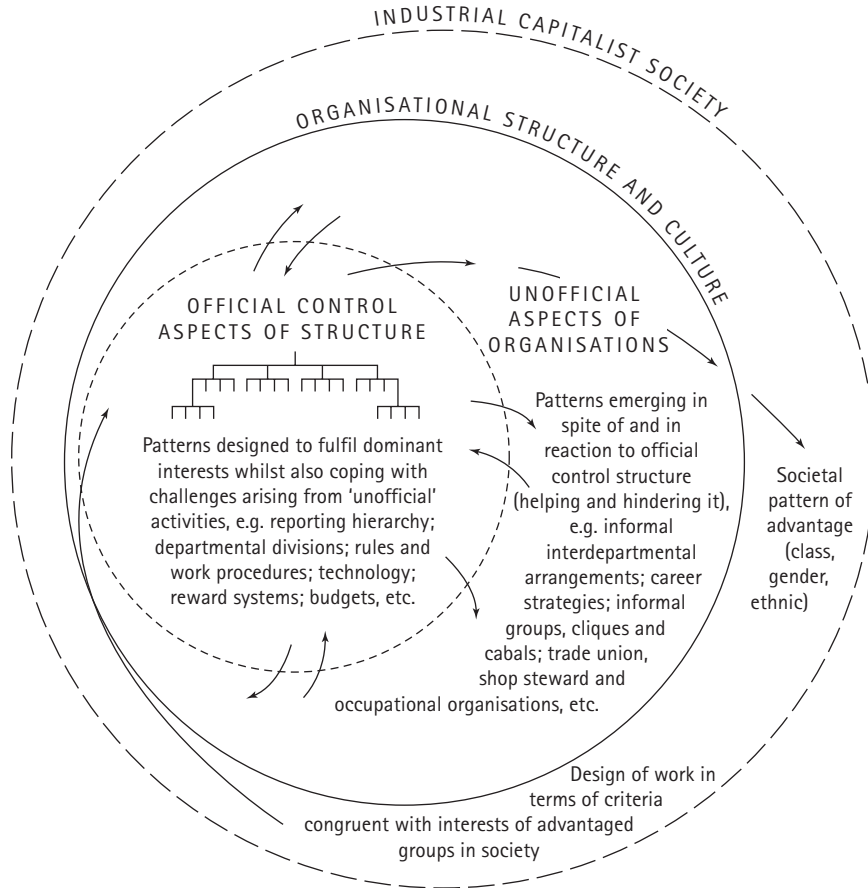 INDUSTRIAL CAPITALIST SOCIETY
ORGANISATIONAL STRUCTURE AND CULTURE
OFFICIAL CONTROL
ASPECTS OF STRUCTURE
UNOFFICIAL
ASPECTS OF
ORGANISATIONS
Patterns designed to fulfil dominant
interests whilst also coping with
challenges arising from ‘unofficial’
activities, e.g. reporting hierarchy;
departmental divisions; rules and
work procedures; technology;
reward systems; budgets, etc.
Patterns emerging in
spite of and in
reaction to official
control structure
(helping and hindering it),
e.g. informal
interdepartmental
arrangements; career
strategies; informal
groups, cliques and
cabals; trade union,
shop steward and
occupational organisations, etc.
Societal
pattern of
advantage
(class,
gender,
ethnic)
Design of work in
terms of criteria
congruent with interests of advantaged
groups in society